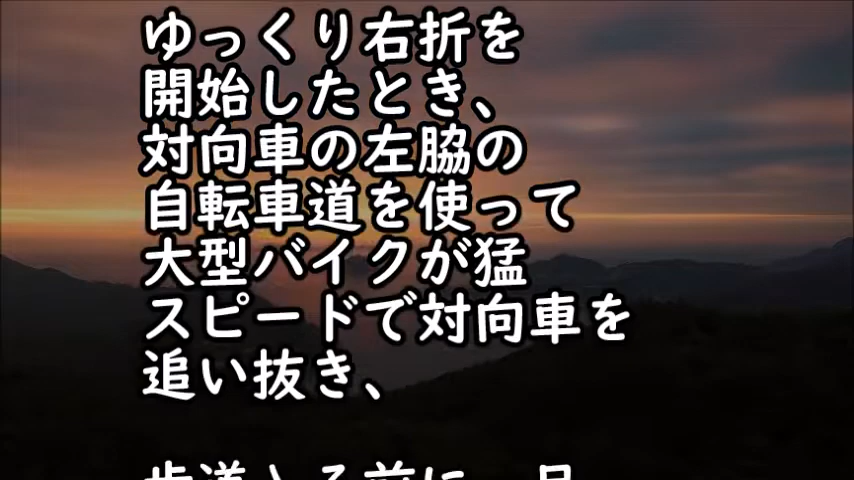 ゆっくり右折を
開始したとき、
対向車の左脇の
自転車道を使って
大型バイクが猛
スピードで対向車を
追い抜き、